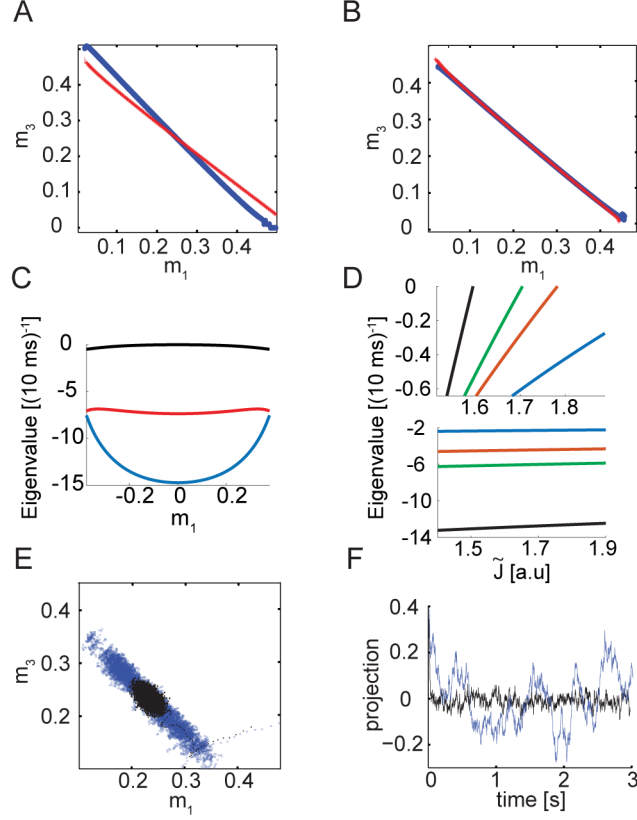 A
B
m3
0.4
0.3
0.2
0.1
0
0.1 0.2 0.3 0.4
m1
m3
0.4
0.3
0.2
0.1
0
0.1 0.2 0.3 0.4
m1
C
D
Eigenvalue [(10 ms)-1]
0
-5
-10
-15
-0.2 0 0.2
m1
Eigenvalue [(10 ms)-1]
0
-0.2
-0.4
-0.6
1.6 1.7 1.8
-2
-6
-10
-14
1.5 1.7 1.9
J̃ [a.u]
E
F
m3
0.4
0.3
0.2
0.2 0.3 0.4
m1
projection
0.4
0.2
0
-0.2
0 1 2 3
time [s]